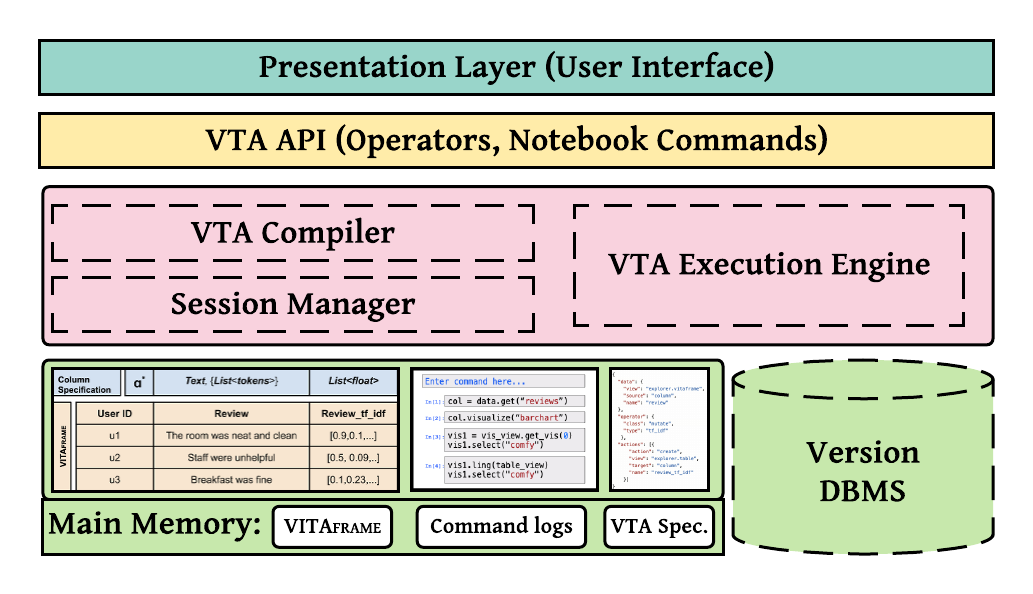 Presentation Layer (User Interface)
VTA API (Operators, Notebook Commands)
VTA Compiler
VTA Execution Engine
Session Manager
Column
Specification
α*
Text, {List<tokens>}
List<float>
VITAFRAME
User ID
Review
Review_tf_idf
u1
The room was neat and clean
[0.9,0.1,...]
u2
Staff were unhelpful
[0.5, 0.09,..]
u3
Breakfast was fine
[0.1,0.23,...]
Enter command here...
In[1]: col = data.get("reviews")
In[2]: col.visualize("barchart")
In[3]: vis1 = vis_view.get_vis(0)
vis1.select("comfy")
In[4]: vis1.ling(table_view)
vis1.select("comfy")
{
"data": {
"view": "explorer.vitaframe",
"source": "column",
"name": "review"
},
"operator": {
"class": "mutate",
"type": "tf_idf"
},
"actions": [{
"action": "create",
"view": "explorer.table",
"target": "column",
"name": "review_tf_idf"
}]
}
Version
DBMS
Main Memory:
VITAFRAME
Command logs
VTA Spec.